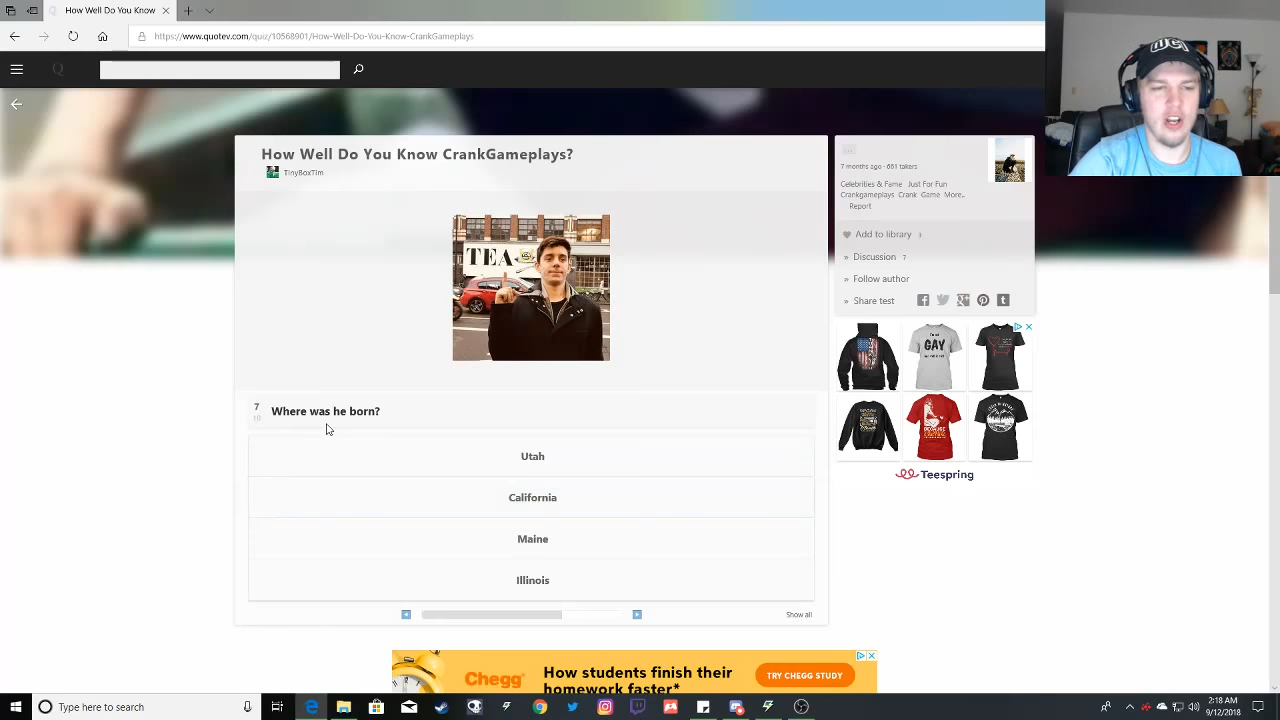 How Well Do You Know
https://www.quotev.com/quiz/10568901/How-Well-Do-You-Know-CrankGameplays
Q
How Well Do You Know CrankGameplays?
TinyBoxTim
TEA
7 months ago · 661 takers
Celebrities & Fame Just For Fun
Crankgameplays Crank Game More..
Report
Add to library
» Discussion 7
» Follow author
» Share test
GAY
Teespring
7
10
Where was he born?
Utah
California
Maine
Illinois
Show all
Chegg
How students finish their
homework faster*
TRY CHEGG STUDY
Type here to search
2:18 AM
9/12/2018